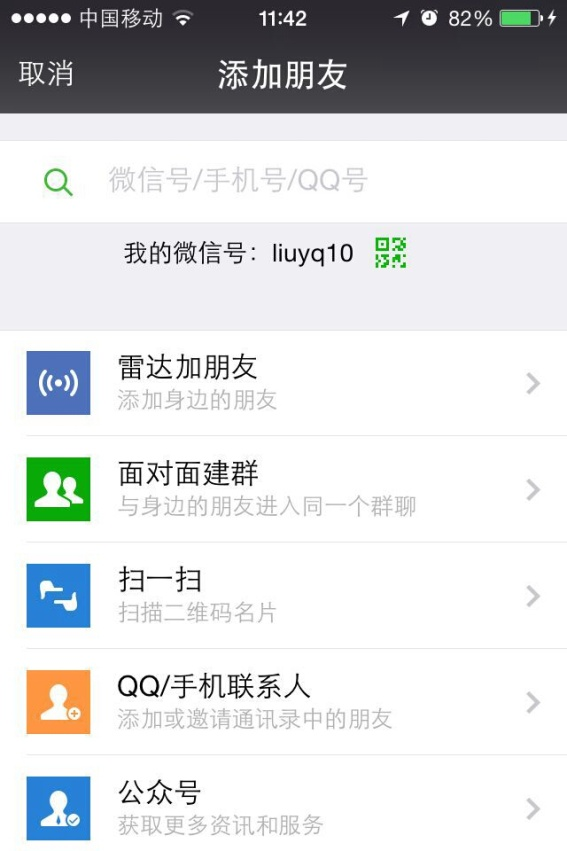 中国移动 11:42 82%
取消 添加朋友
微信号/手机号/QQ号
我的微信号：liuyq10
雷达加朋友
添加身边的朋友
面对面建群
与身边的朋友进入同一个群聊
扫一扫
扫描二维码名片
QQ/手机联系人
添加或邀请通讯录中的朋友
公众号
获取更多资讯和服务